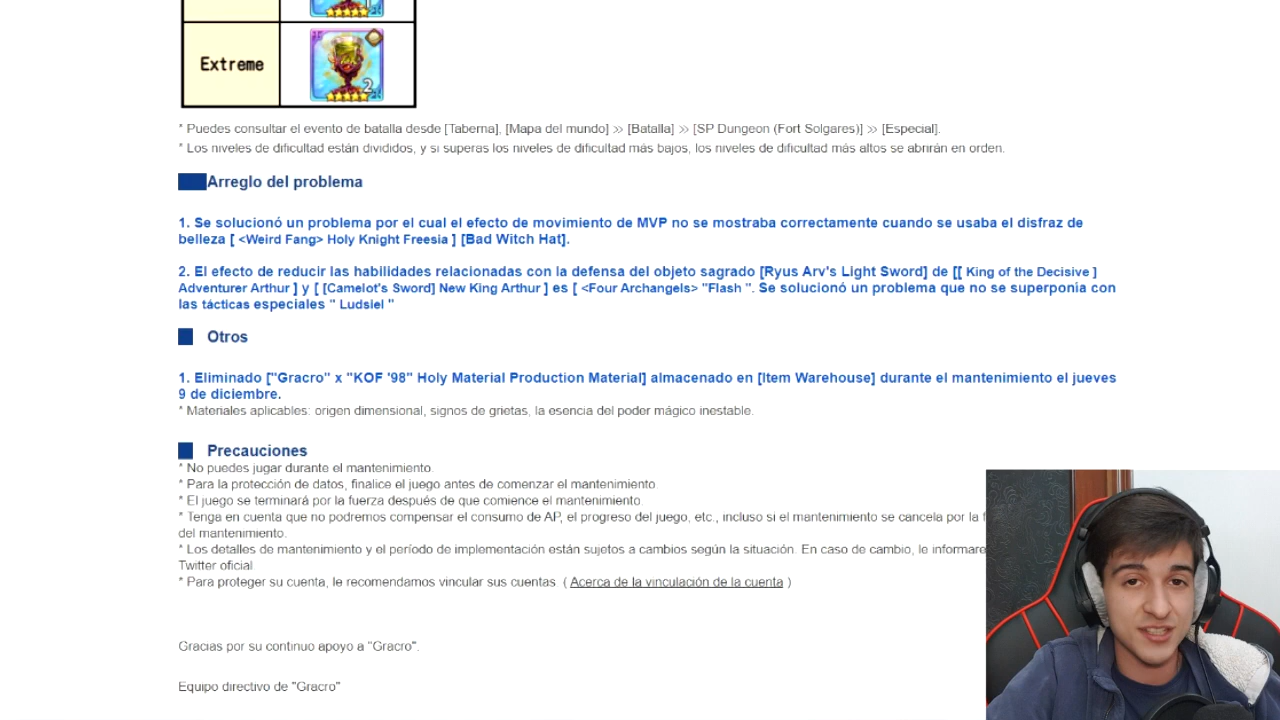 Extreme
2
* Puedes consultar el evento de batalla desde [Taberna], [Mapa del mundo] >> [Batalla] >> [SP Dungeon (Fort Solgares)] >> [Especial].
* Los niveles de dificultad están divididos, y si superas los niveles de dificultad más bajos, los niveles de dificultad más altos se abrirán en orden.
Arreglo del problema
1. Se solucionó un problema por el cual el efecto de movimiento de MVP no se mostraba correctamente cuando se usaba el disfraz de
belleza [ <Weird Fang> Holy Knight Freesia ] [Bad Witch Hat].
2. El efecto de reducir las habilidades relacionadas con la defensa del objeto sagrado [Ryus Arv's Light Sword] de [[ King of the Decisive ]
Adventurer Arthur ] y [ [Camelot's Sword] New King Arthur ] es [ <Four Archangels> "Flash ". Se solucionó un problema que no se superponía con
las tácticas especiales " Ludsiel "
Otros
1. Eliminado ["Gracro" x "KOF '98" Holy Material Production Material] almacenado en [Item Warehouse] durante el mantenimiento el jueves
9 de diciembre.
* Materiales aplicables: origen dimensional, signos de grietas, la esencia del poder mágico inestable.
Precauciones
* No puedes jugar durante el mantenimiento.
* Para la protección de datos, finalice el juego antes de comenzar el mantenimiento.
* El juego se terminará por la fuerza después de que comience el mantenimiento.
* Tenga en cuenta que no podremos compensar el consumo de AP, el progreso del juego, etc., incluso si el mantenimiento se cancela por la f
del mantenimiento.
* Los detalles de mantenimiento y el período de implementación están sujetos a cambios según la situación. En caso de cambio, le informare
Twitter oficial.
* Para proteger su cuenta, le recomendamos vincular sus cuentas. ( Acerca de la vinculación de la cuenta )
Gracias por su continuo apoyo a "Gracro".
Equipo directivo de "Gracro"